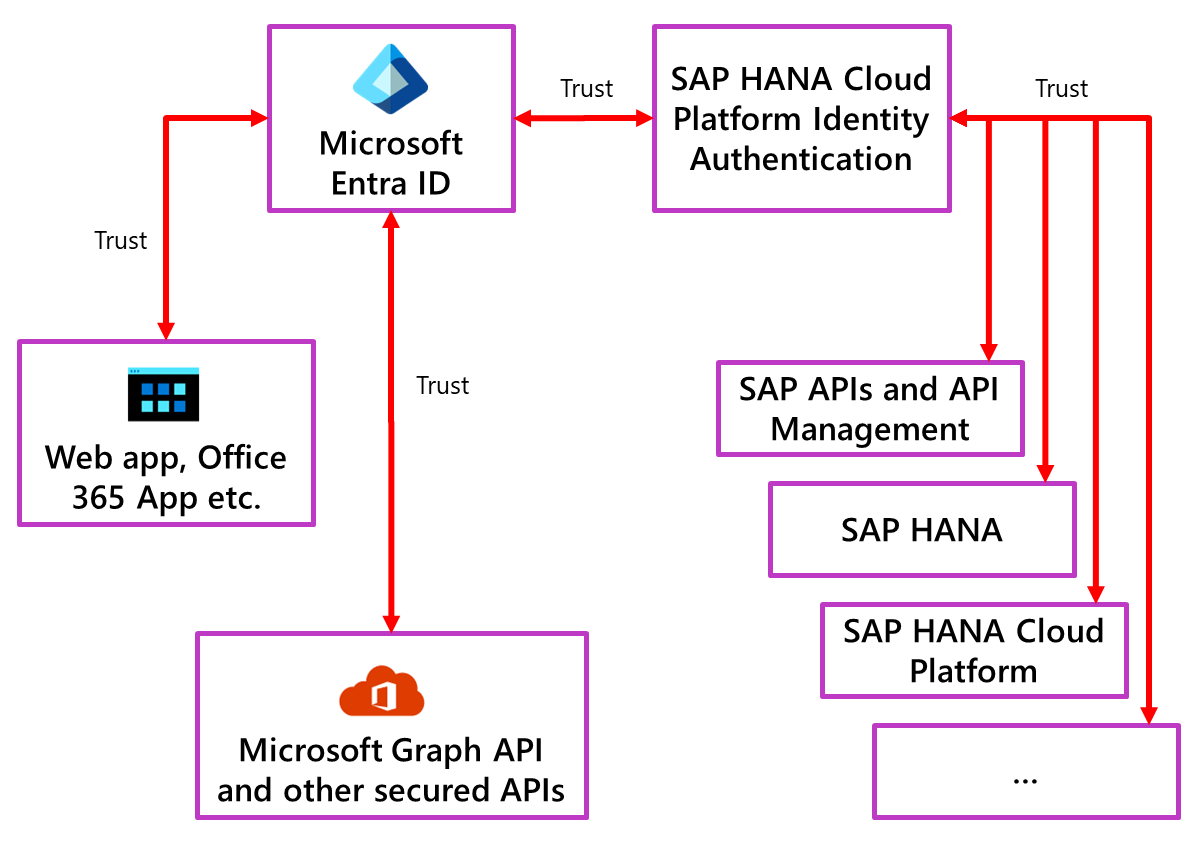 Microsoft
Entra ID
Trust
SAP HANA Cloud
Platform Identity
Authentication
Trust
Trust
Web app, Office
365 App etc.
Trust
Microsoft Graph API
and other secured APIs
SAP APIs and API
Management
SAP HANA
SAP HANA Cloud
Platform
...